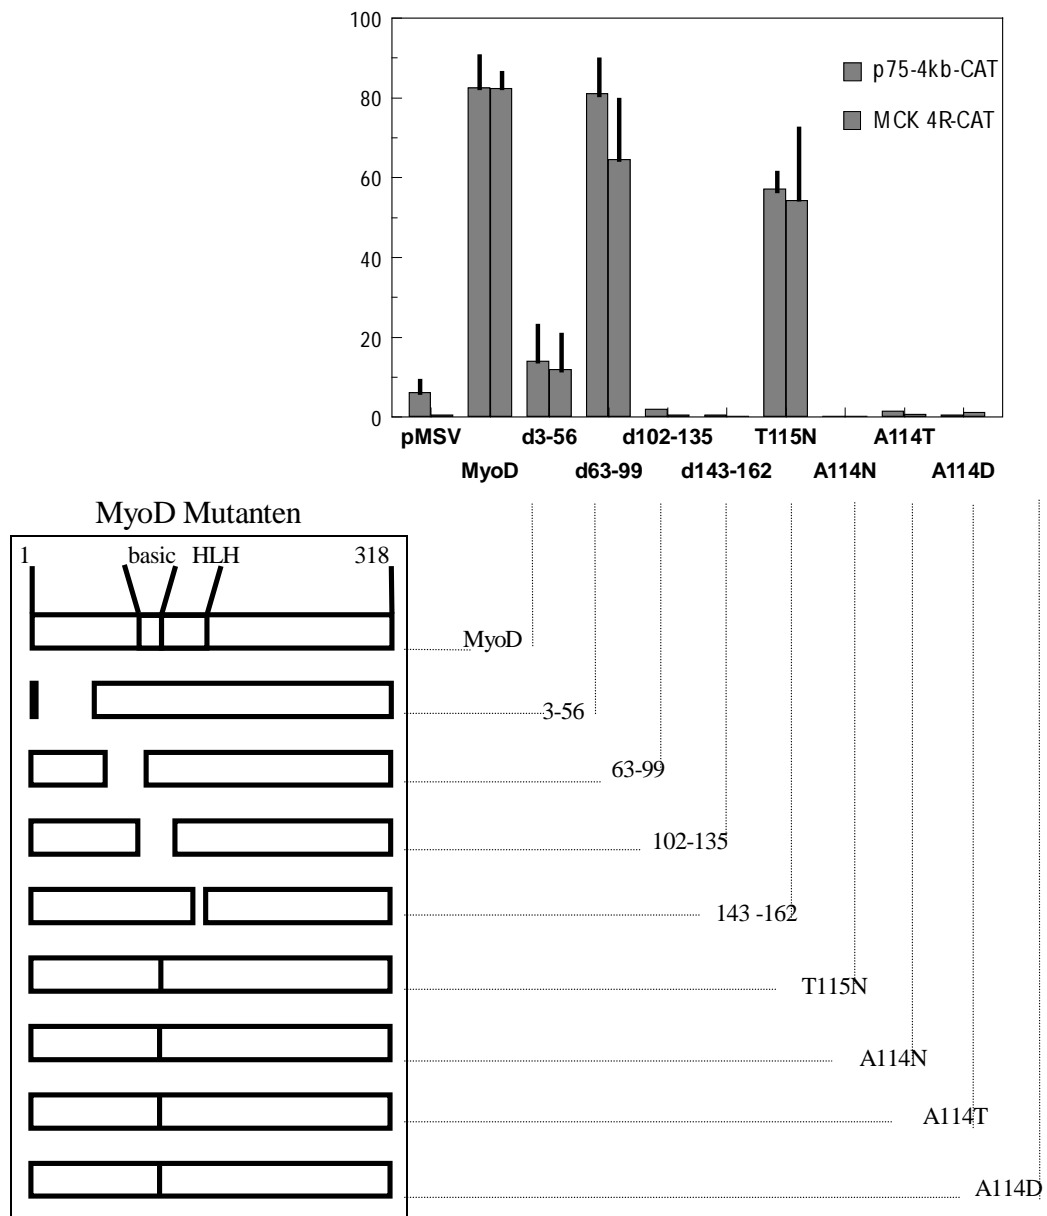 100
p75-4kb-CAT
80
MCK 4R-CAT
60
40
20
0
pMSV d3-56 d102-135 T115N A114T
MyoD d63-99 d143-162 A114N A114D
MyoD Mutanten
1 basic HLH 318
MyoD
3-56
63-99
102-135
143 -162
T115N
A114N
A114T
A114D